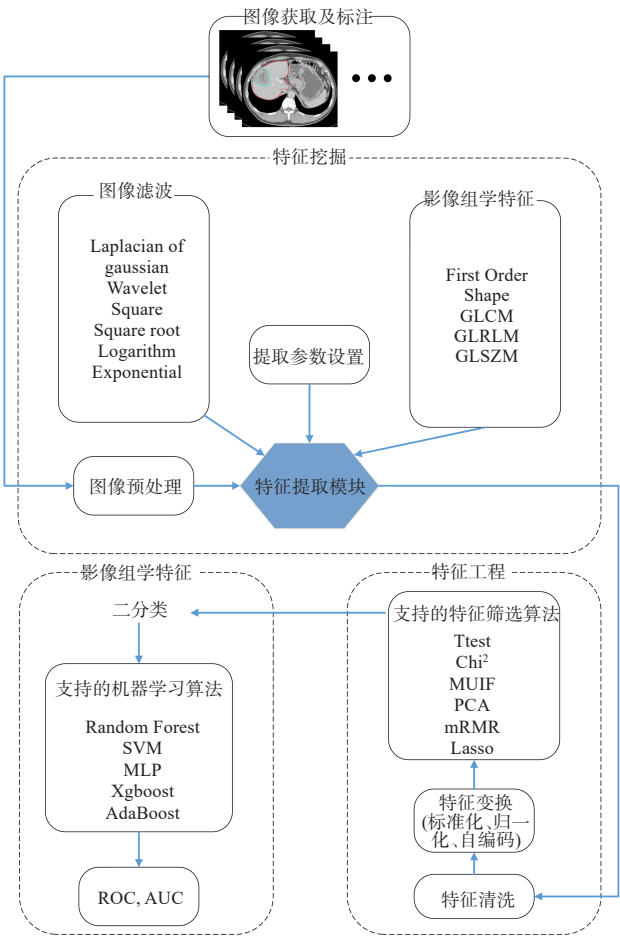 图像获取及标注
特征挖掘
图像滤波
Laplacian of
gaussian
Wavelet
Square
Square root
Logarithm
Exponential
提取参数设置
影像组学特征
First Order
Shape
GLCM
GLRLM
GLSZM
图像预处理
特征提取模块
影像组学特征
二分类
支持的机器学习算法
Random Forest
SVM
MLP
Xgboost
AdaBoost
ROC, AUC
特征工程
支持的特征筛选算法
Ttest
Chi²
MUIF
PCA
mRMR
Lasso
特征变换
(标准化、归一
化、自编码)
特征清洗